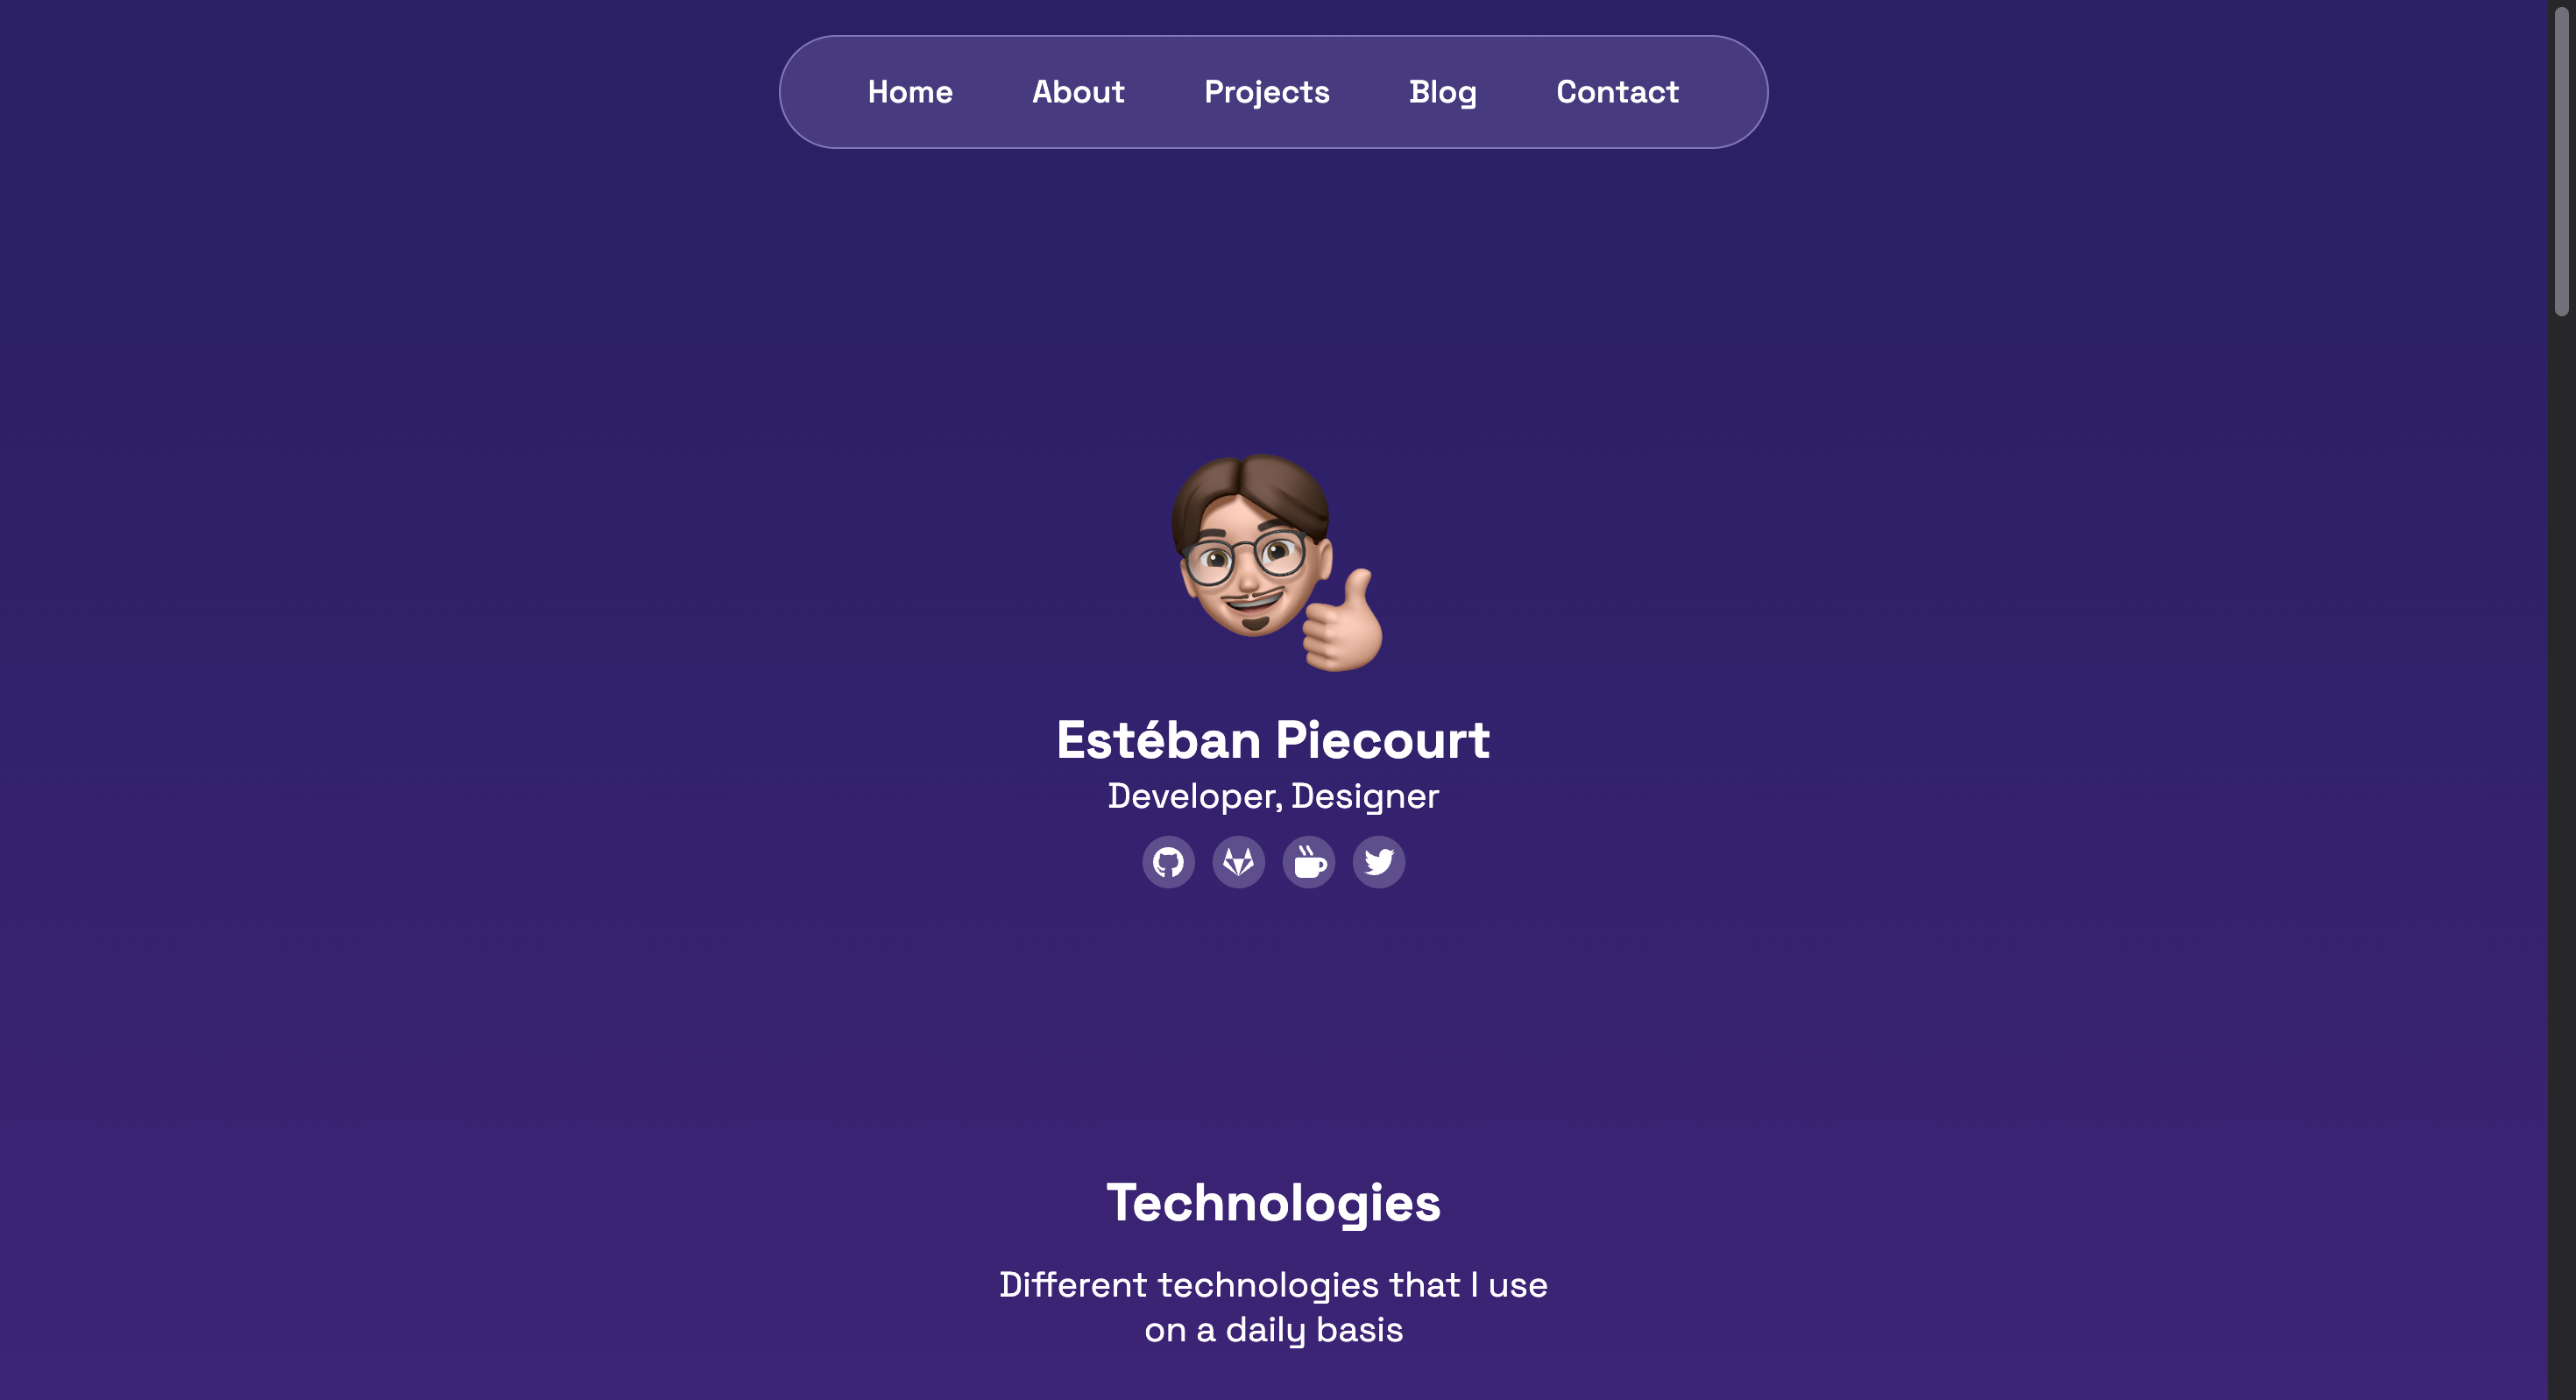 Home About Projects Blog Contact
Estéban Piecourt
Developer, Designer
Technologies
Different technologies that I use
on a daily basis